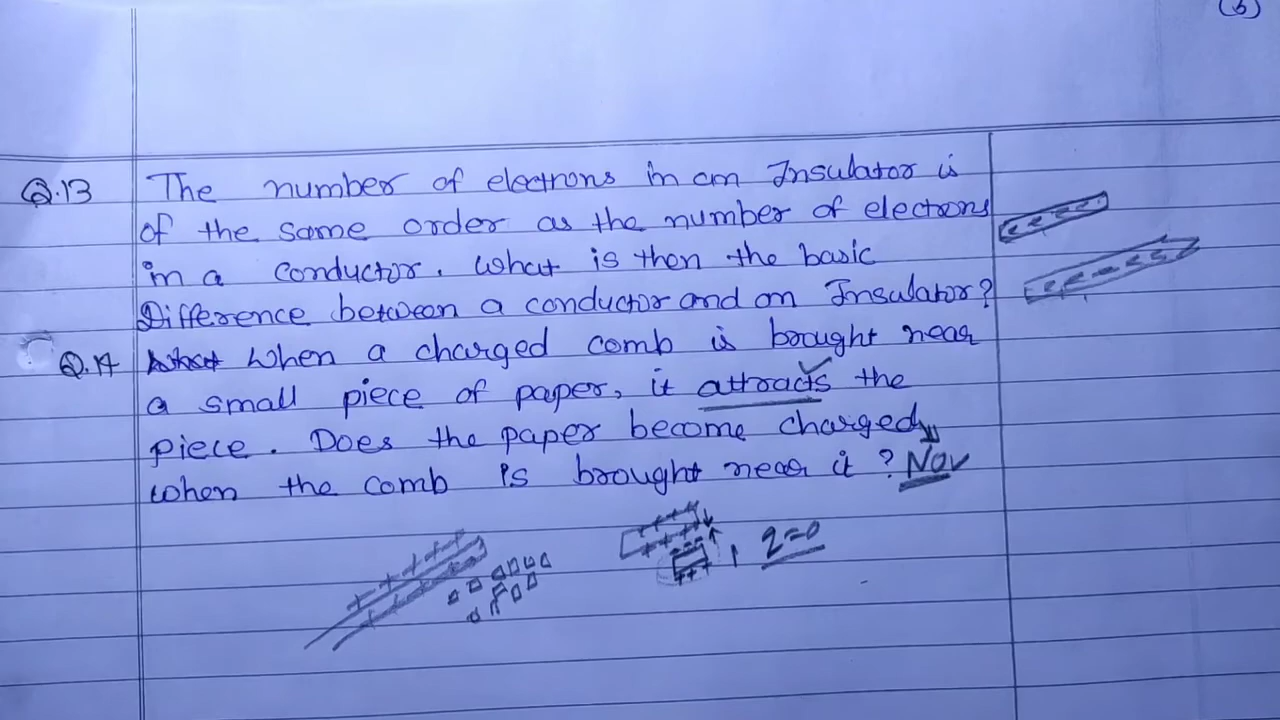 (6)
Q.13 The number of electrons in an Insulator is
of the same order as the number of electrons
in a conductor. What is then the basic
Difference between a conductor and an Insulator?
Q.14 When a charged comb is brought near
a small piece of paper, it attracts the
piece. Does the paper become charged
when the comb is brought near it? No
2=0